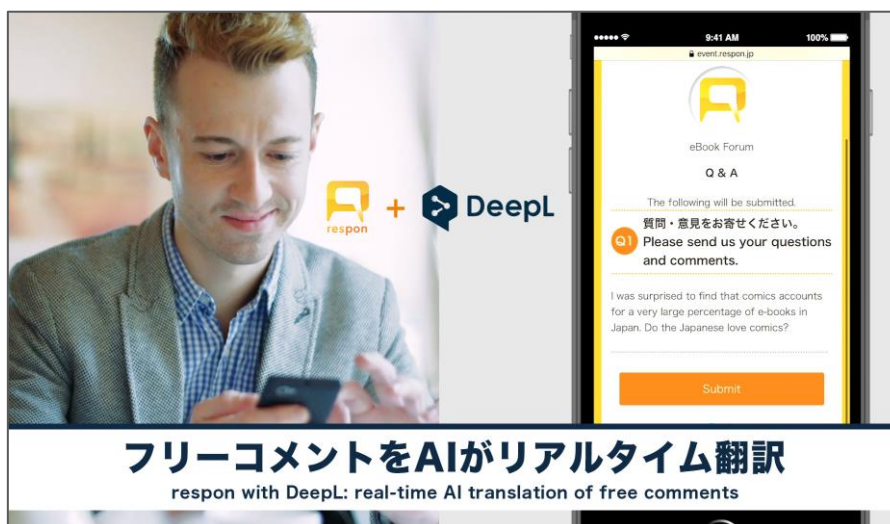 9:41 AM
100%
event.respon.jp
eBook Forum
Q & A
The following will be submitted.
Q1
質問・意見をお寄せください。
Please send us your questions
and comments.
I was surprised to find that comics accounts
for a very large percentage of e-books in
Japan. Do the Japanese love comics?
Submit
respon
+
DeepL
フリーコメントをAIがリアルタイム翻訳
respon with DeepL: real-time AI translation of free comments